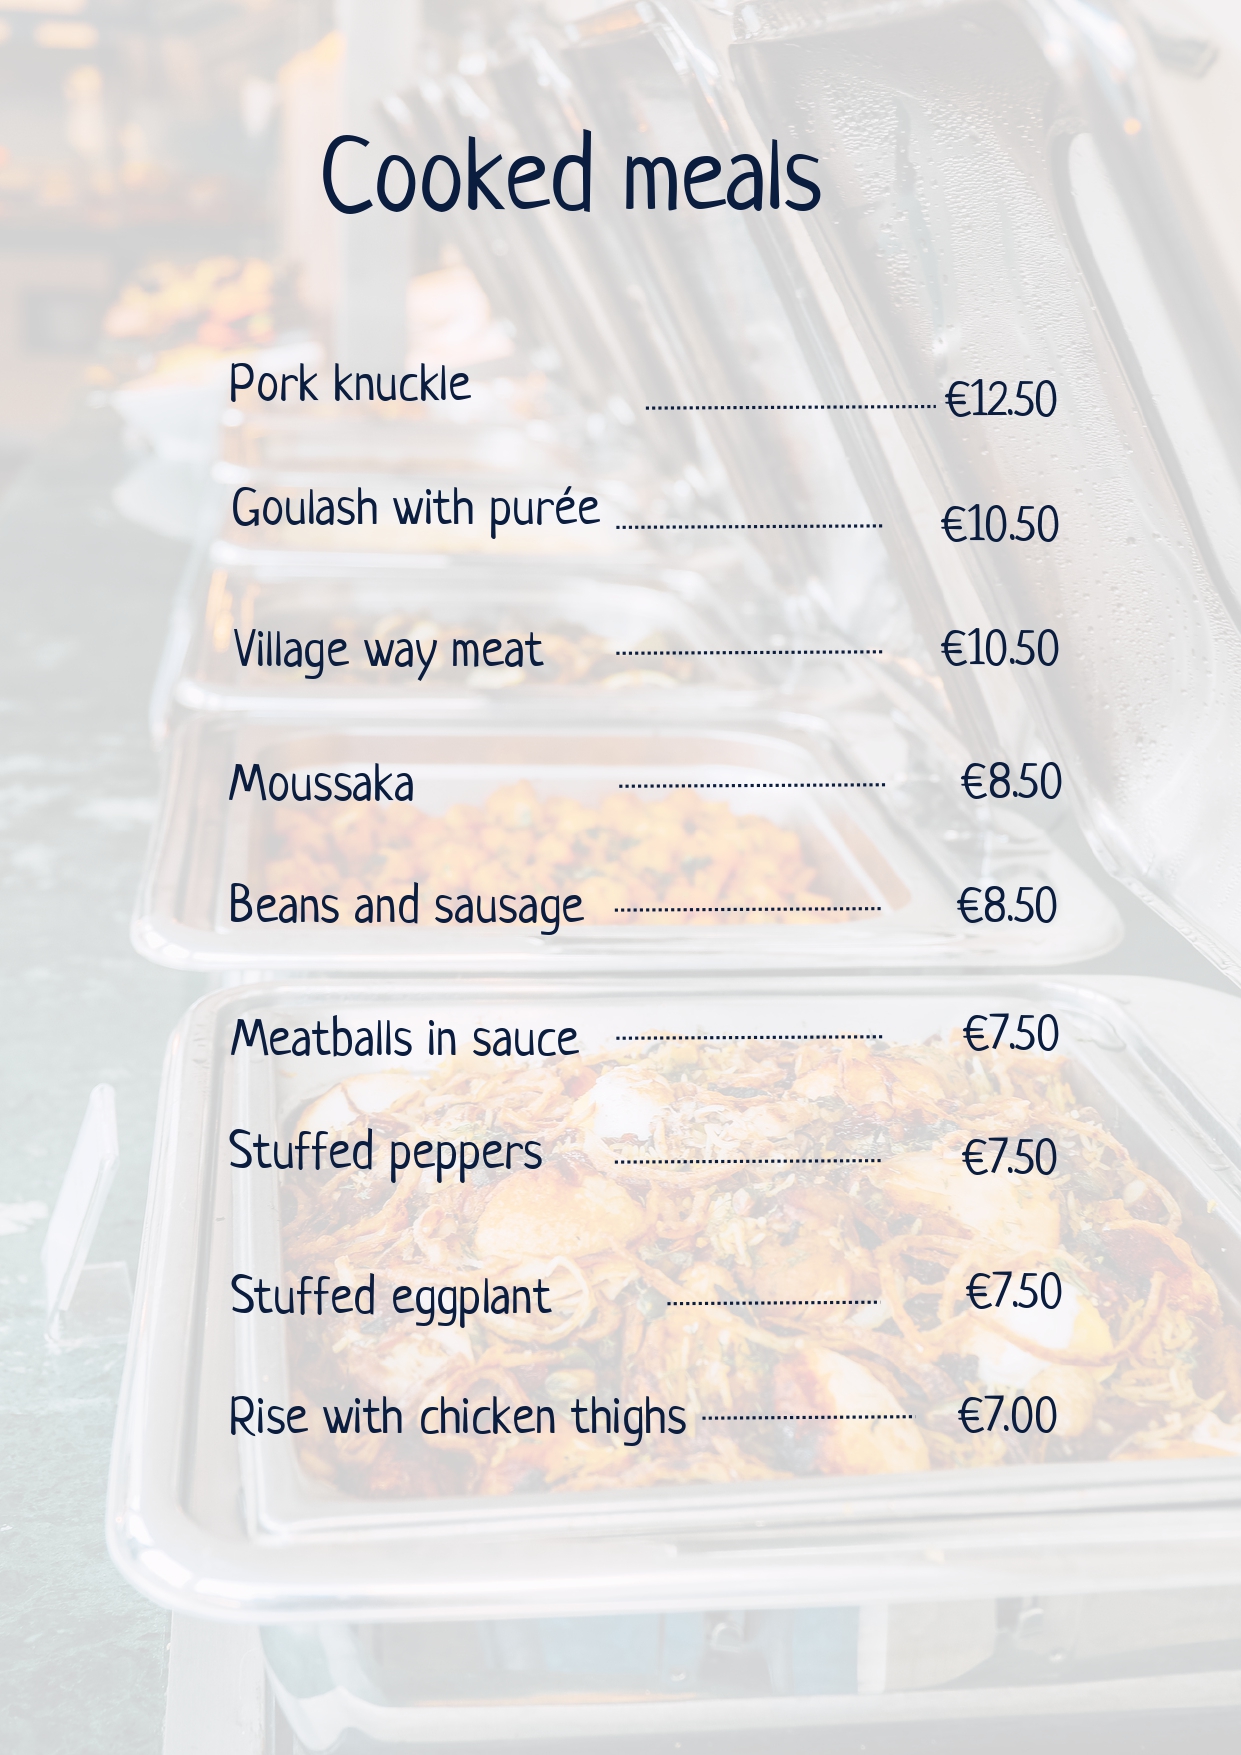 Cooked meals
Pork knuckle ........................ €12.50
Goulash with purée ........................ €10.50
Village way meat ........................ €10.50
Moussaka ........................ €8.50
Beans and sausage ........................ €8.50
Meatballs in sauce ........................ €7.50
Stuffed peppers ........................ €7.50
Stuffed eggplant ........................ €7.50
Rise with chicken thighs ........................ €7.00